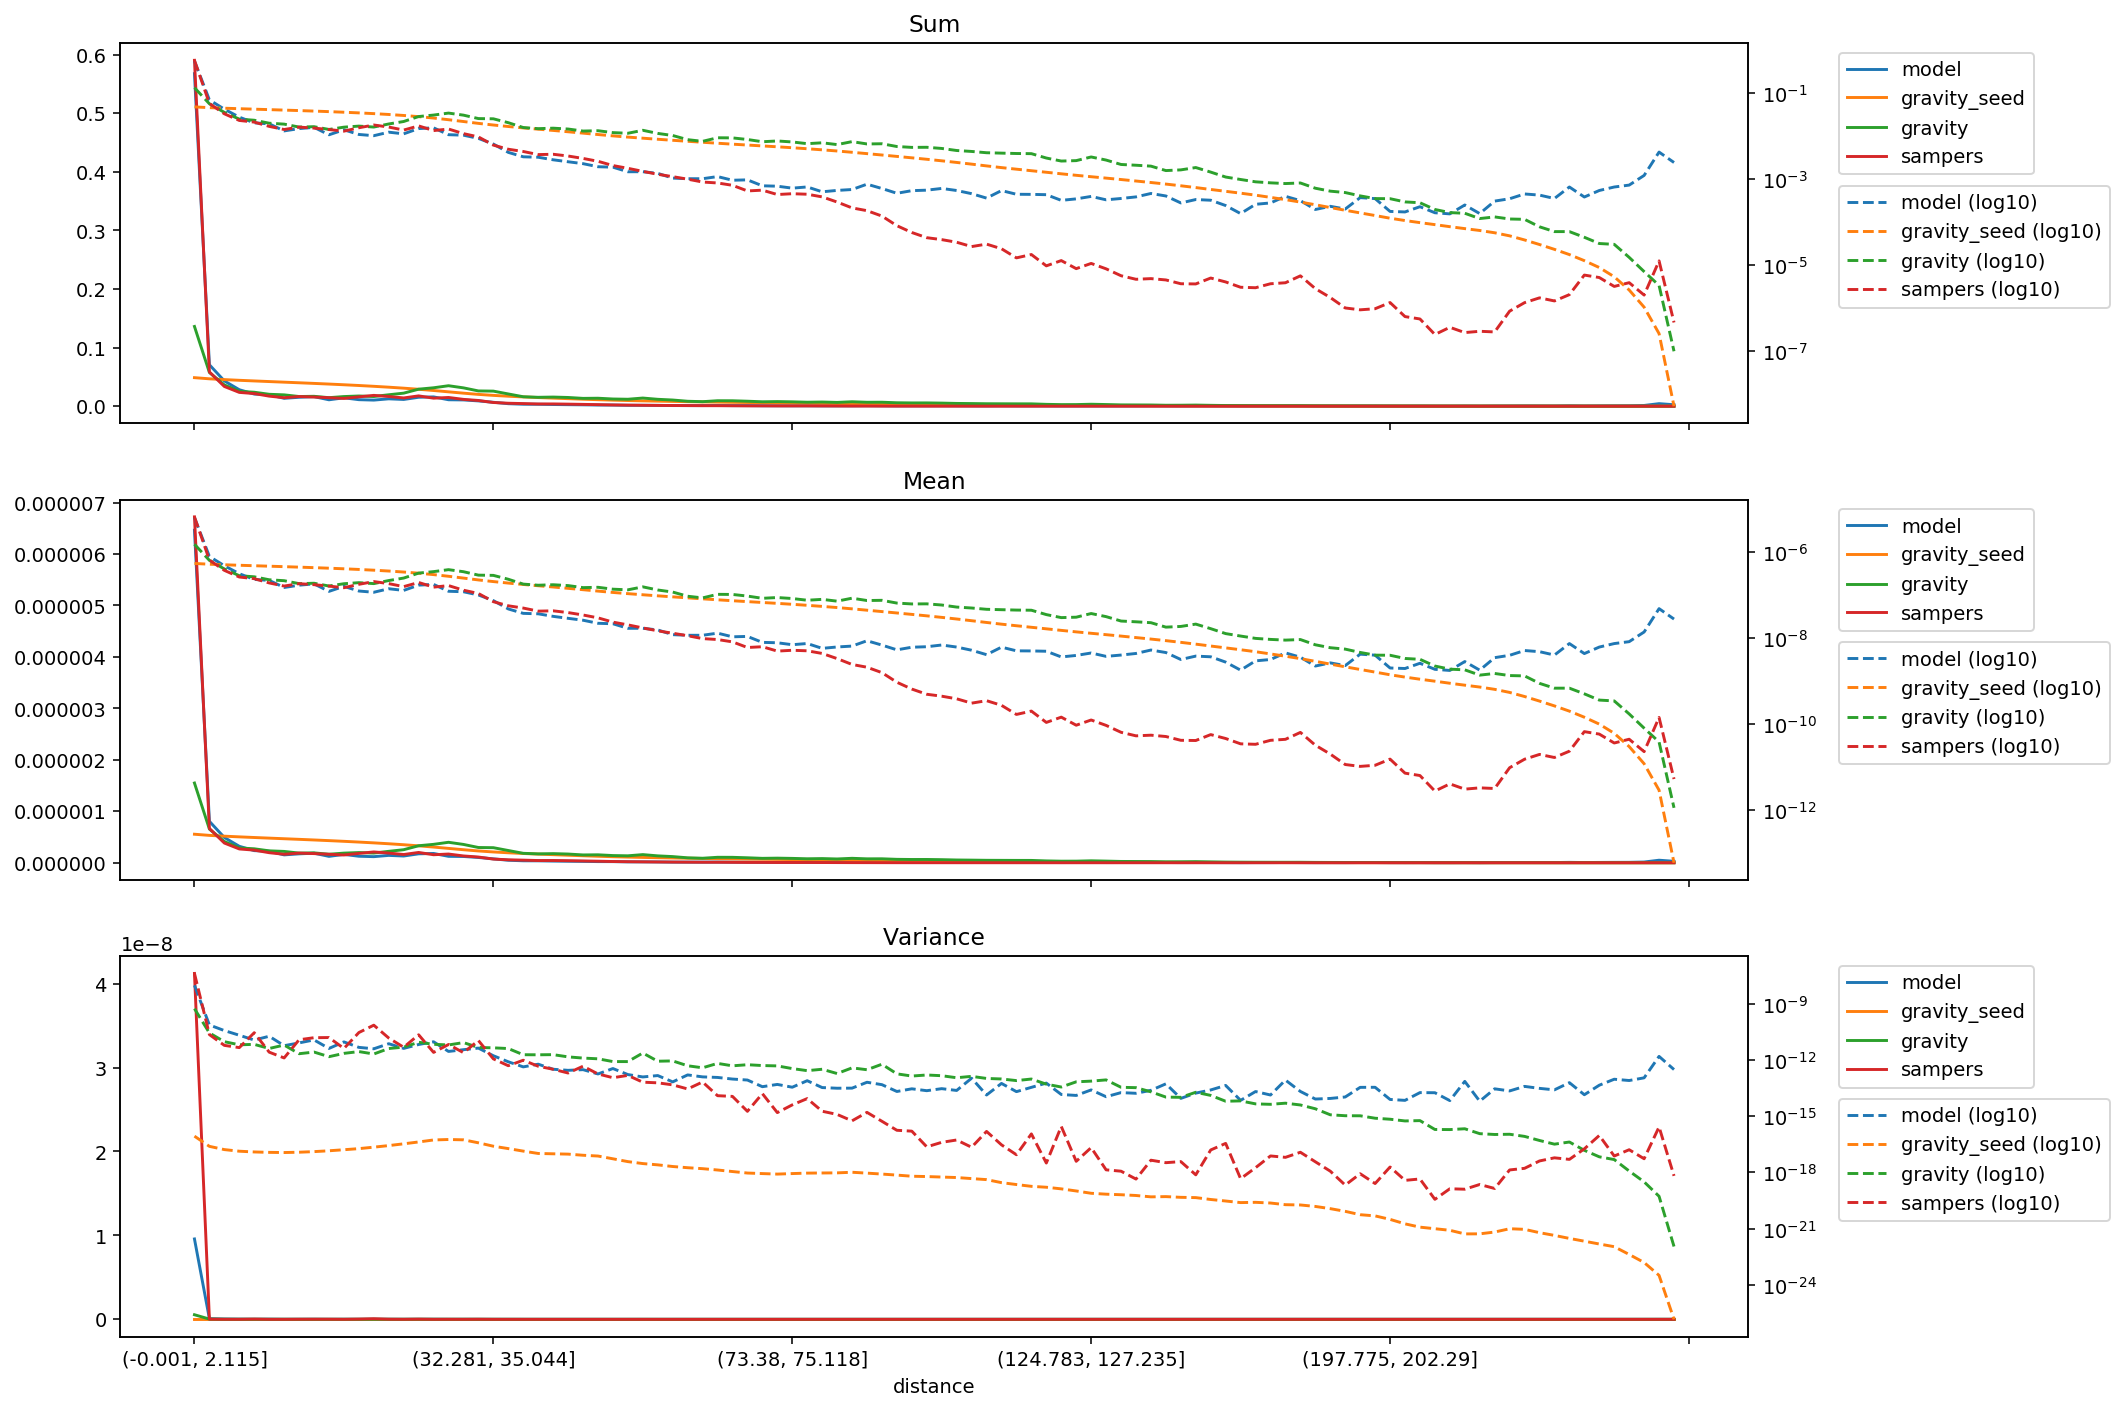 Sum
0.6
0.5
0.4
0.3
0.2
0.1
0.0
10⁻¹
10⁻³
10⁻⁵
10⁻⁷
model
gravity_seed
gravity
sampers
model (log10)
gravity_seed (log10)
gravity (log10)
sampers (log10)
Mean
0.000007
0.000006
0.000005
0.000004
0.000003
0.000002
0.000001
0.000000
10⁻⁶
10⁻⁸
10⁻¹⁰
10⁻¹²
model
gravity_seed
gravity
sampers
model (log10)
gravity_seed (log10)
gravity (log10)
sampers (log10)
Variance
1e−8
4
3
2
1
0
10⁻⁹
10⁻¹²
10⁻¹⁵
10⁻¹⁸
10⁻²¹
10⁻²⁴
model
gravity_seed
gravity
sampers
model (log10)
gravity_seed (log10)
gravity (log10)
sampers (log10)
(-0.001, 2.115] (32.281, 35.044] (73.38, 75.118] (124.783, 127.235] (197.775, 202.29]
distance